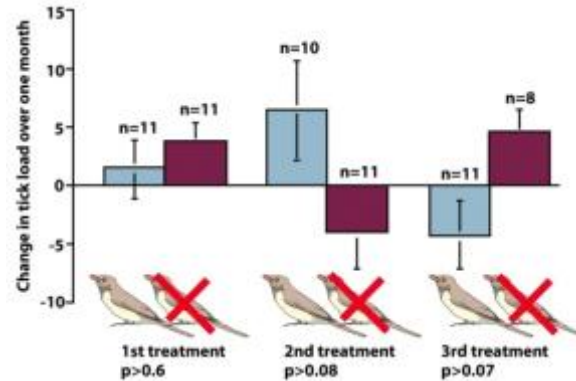 Change in tick load over one month
15
10
5
0
-5
-10
n=11
n=11
n=10
n=11
n=11
n=8
1st treatment
p>0.6
2nd treatment
p>0.08
3rd treatment
p>0.07